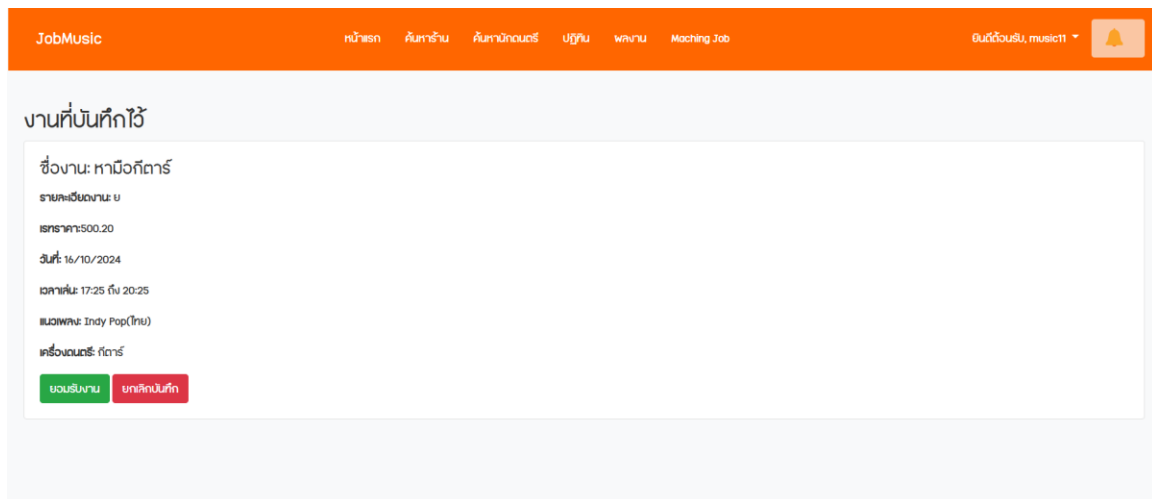 JobMusic หน้าแรก ค้นหาร้าน ค้นหานักดนตรี ปฏิทิน ผลงาน Maching Job ยินดีต้อนรับ, music11
งานที่บันทึกไว้
ชื่องาน: หามือกีตาร์
รายละเอียดงาน: ย
เรทราคา:500.20
วันที่: 16/10/2024
เวลาเล่น: 17:25 ถึง 20:25
แนวเพลง: Indy Pop(ไทย)
เครื่องดนตรี: กีตาร์
ยอมรับงาน ยกเลิกบันทึก